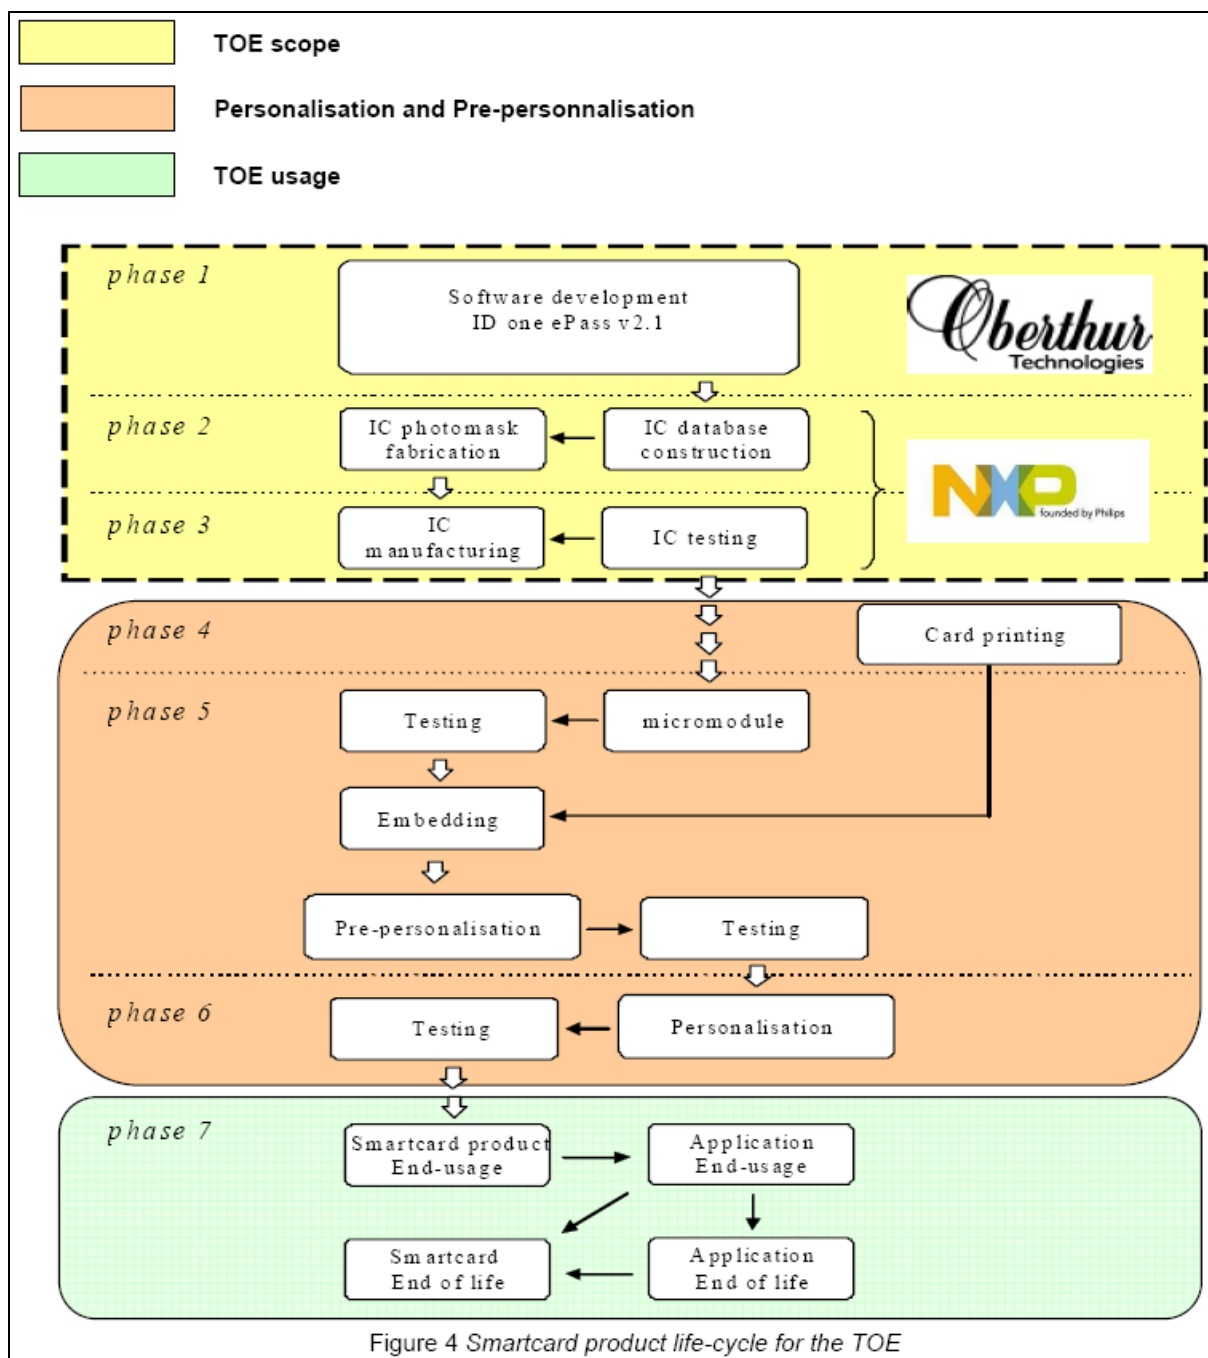 TOE scope
Personalisation and Pre-personnalisation
TOE usage
phase 1
Software development
ID one ePass v2.1
Oberthur
Technologies
phase 2
IC photomask
fabrication
IC database
construction
NXP
founded by Philips
phase 3
IC
manufacturing
IC testing
phase 4
Card printing
phase 5
Testing
micromodule
Embedding
Pre-personalisation
Testing
phase 6
Testing
Personalisation
phase 7
Smartcard product
End-usage
Application
End-usage
Smartcard
End of life
Application
End of life
Figure 4 Smartcard product life-cycle for the TOE